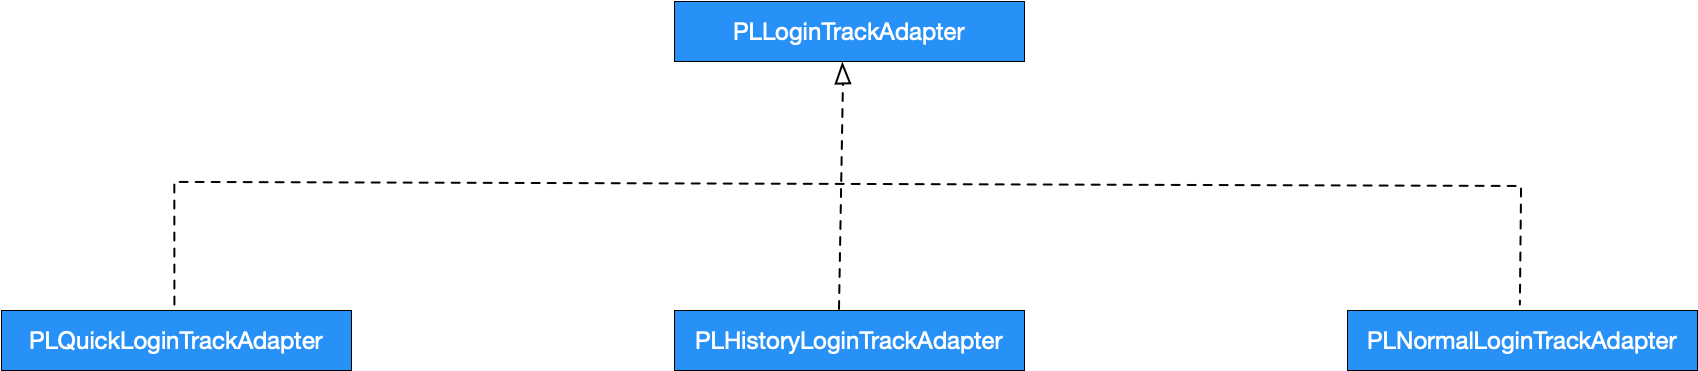 PLLoginTrackAdapter
PLQuickLoginTrackAdapter
PLHistoryLoginTrackAdapter
PLNormalLoginTrackAdapter